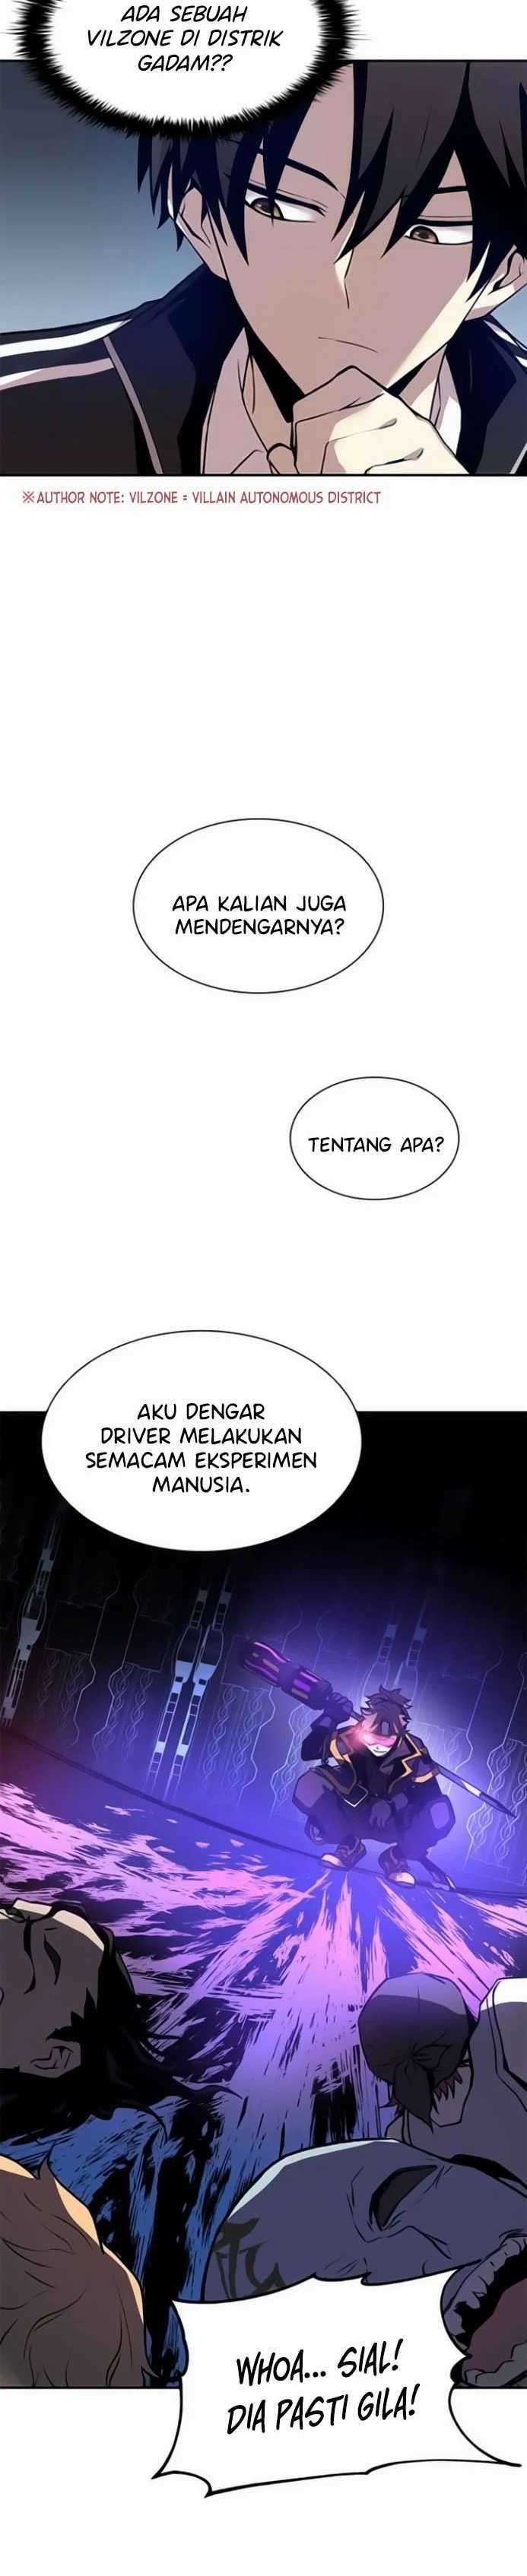 ADA SEBUAH
VILZONE DI DISTRIK
GADAM??
※AUTHOR NOTE: VILZONE = VILLAIN AUTONOMOUS DISTRICT
APA KALIAN JUGA
MENDENGARNYA?
TENTANG APA?
AKU DENGAR
DRIVER MELAKUKAN
SEMACAM EKSPERIMEN
MANUSIA.
WHOA... SIAL!
DIA PASTI GILA!